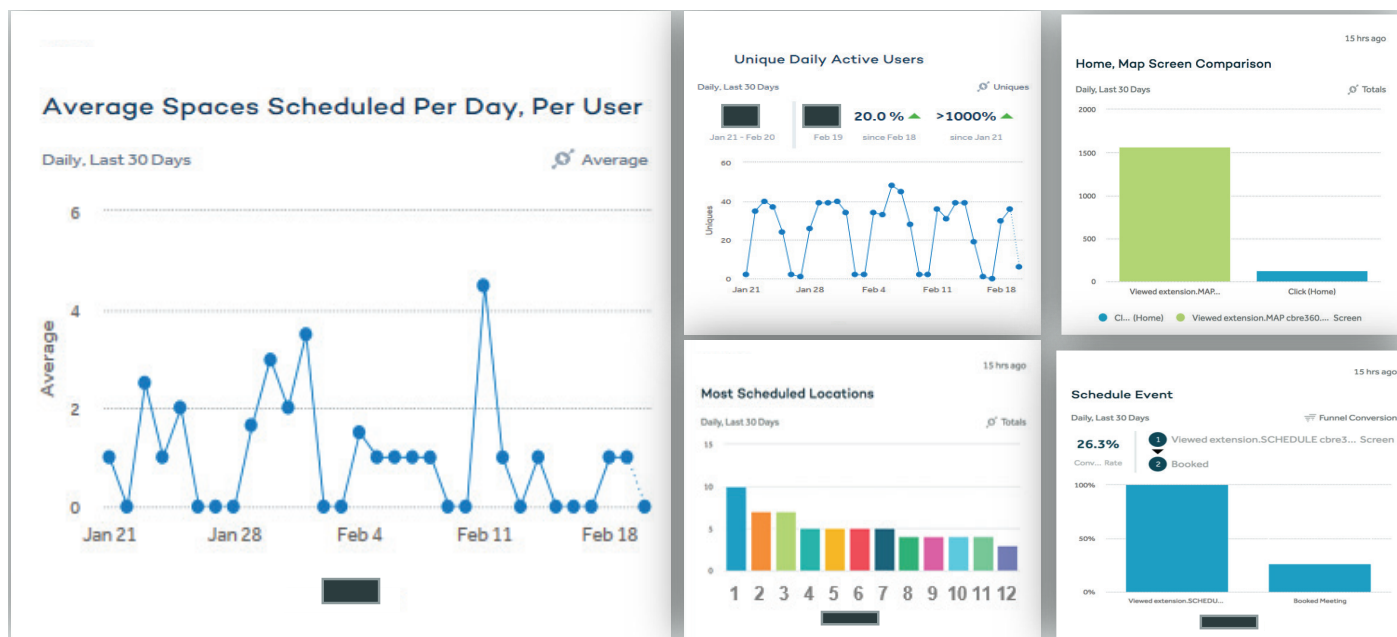 Average Spaces Scheduled Per Day, Per User
Daily, Last 30 Days
Average
6
4
2
0
Average
Jan 21
Jan 28
Feb 4
Feb 11
Feb 18
Unique Daily Active Users
Daily, Last 30 Days
Uniques
20.0 %
>1000%
Jan 21 - Feb 20
Feb 19
since Feb 18
since Jan 21
60
40
20
0
Uniques
Jan 21
Jan 28
Feb 4
Feb 11
Feb 18
15 hrs ago
Home, Map Screen Comparison
Daily, Last 30 Days
Totals
2000
1500
1000
500
0
Viewed extension.MAP...
Click (Home)
Cl... (Home)
Viewed extension.MAP cbre360.... Screen
15 hrs ago
Most Scheduled Locations
Daily, Last 30 Days
Totals
15
10
5
0
1 2 3 4 5 6 7 8 9 10 11 12
15 hrs ago
Schedule Event
Daily, Last 30 Days
Funnel Conversion
26.3%
Conv... Rate
1 Viewed extension.SCHEDULE cbre3... Screen
2 Booked
100%
50%
0%
Viewed extension.SCHEDU...
Booked Meeting